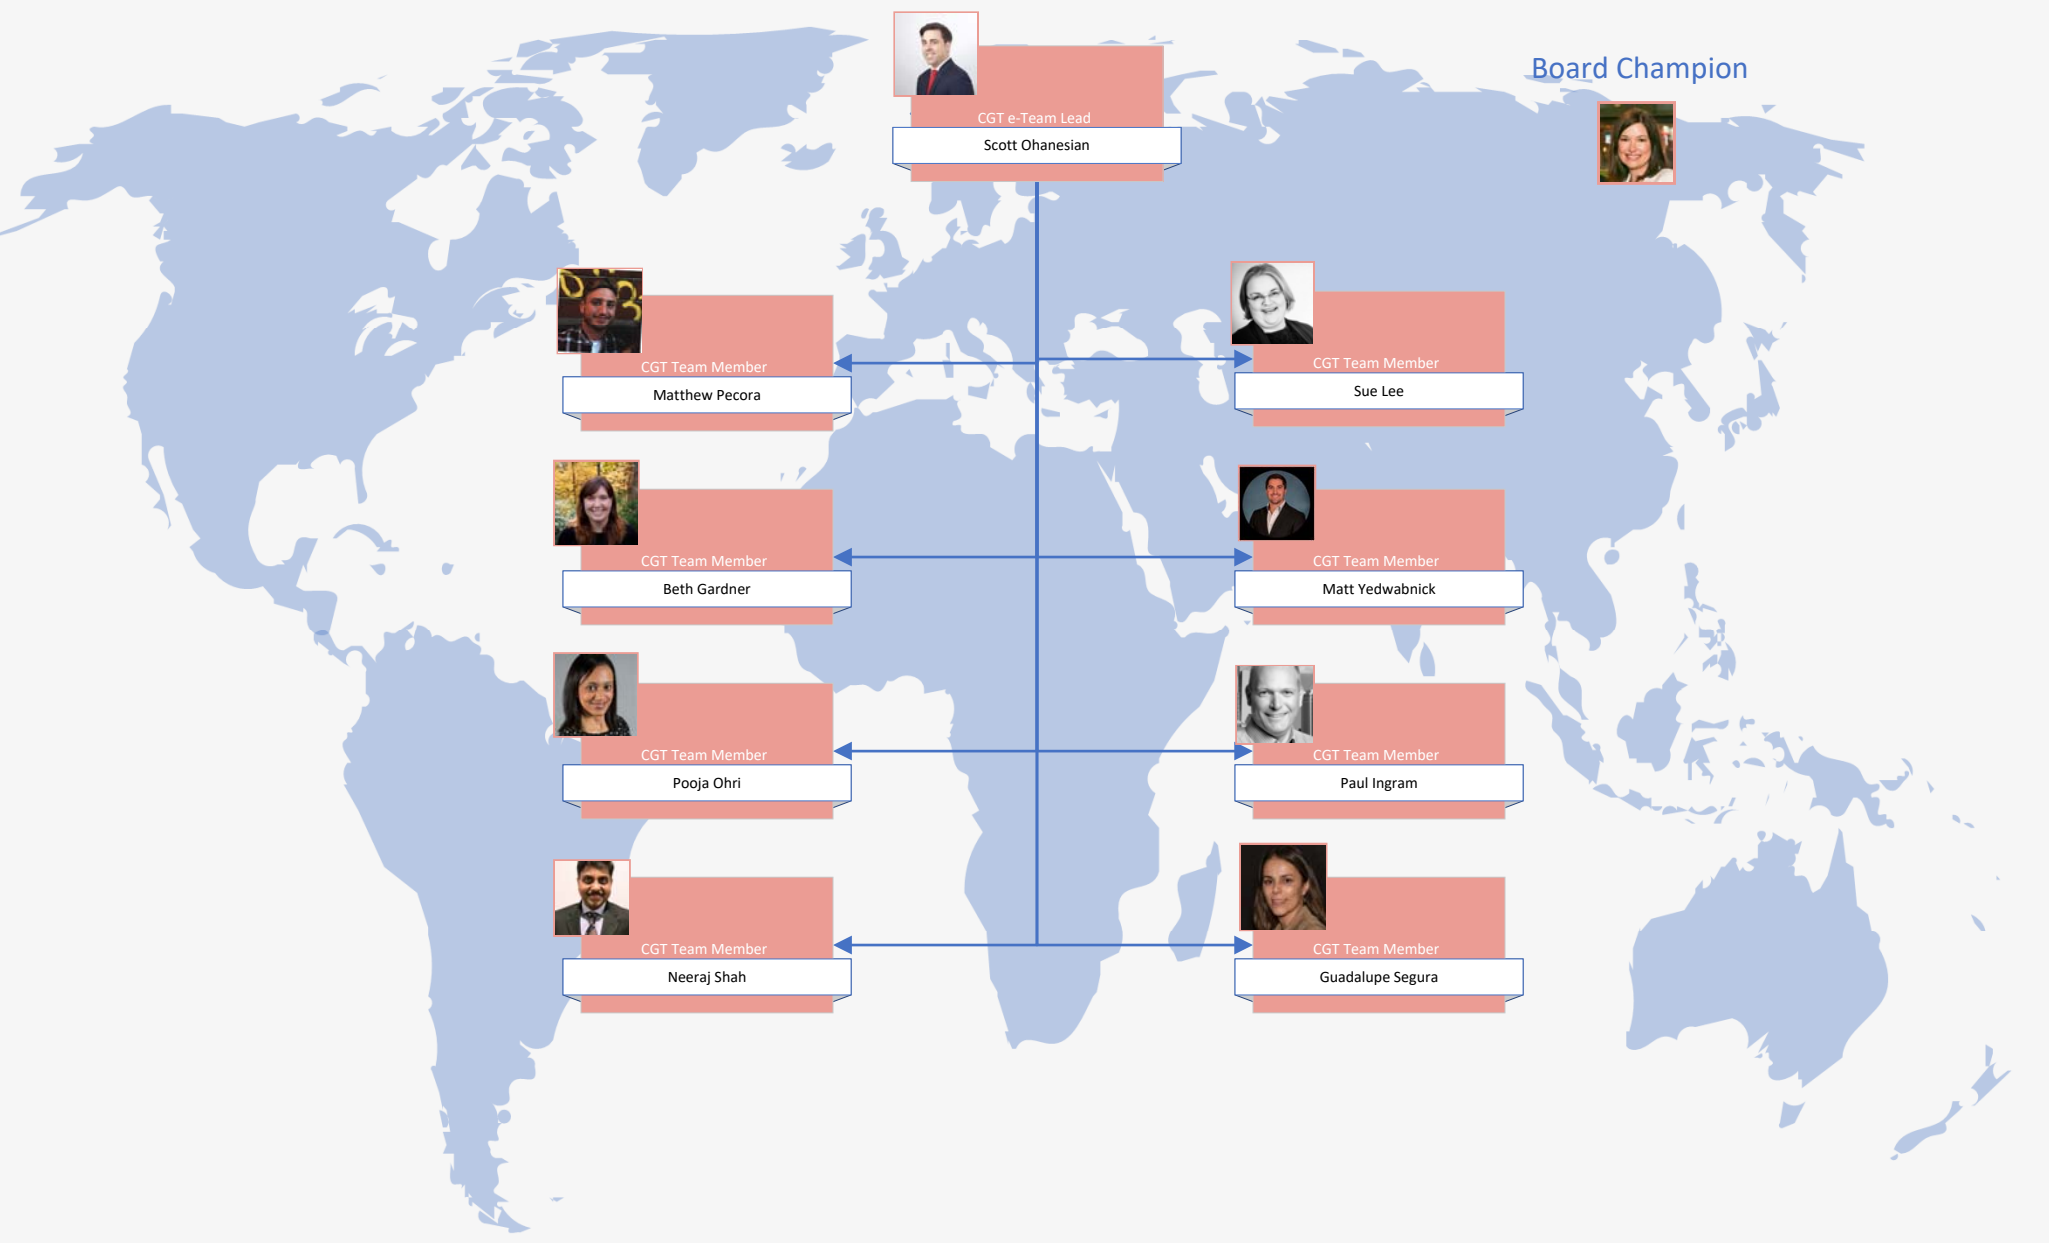 Board Champion
CGT e-Team Lead
Scott Ohanesian
CGT Team Member
Matthew Pecora
CGT Team Member
Sue Lee
CGT Team Member
Beth Gardner
CGT Team Member
Matt Yedwabnick
CGT Team Member
Pooja Ohri
CGT Team Member
Paul Ingram
CGT Team Member
Neeraj Shah
CGT Team Member
Guadalupe Segura